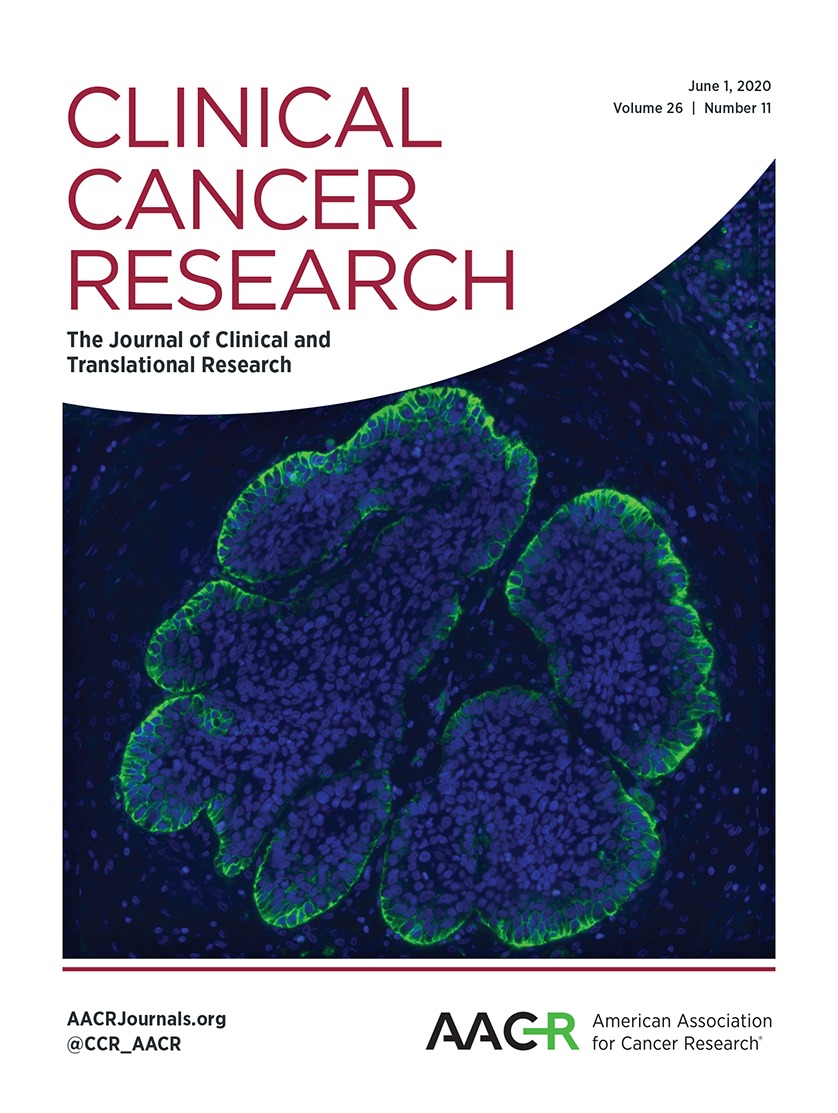 June 1, 2020
Volume 26 | Number 11
CLINICAL
CANCER
RESEARCH
The Journal of Clinical and
Translational Research
AACRJournals.org
@CCR_AACR
AACR
American Association
for Cancer Research®